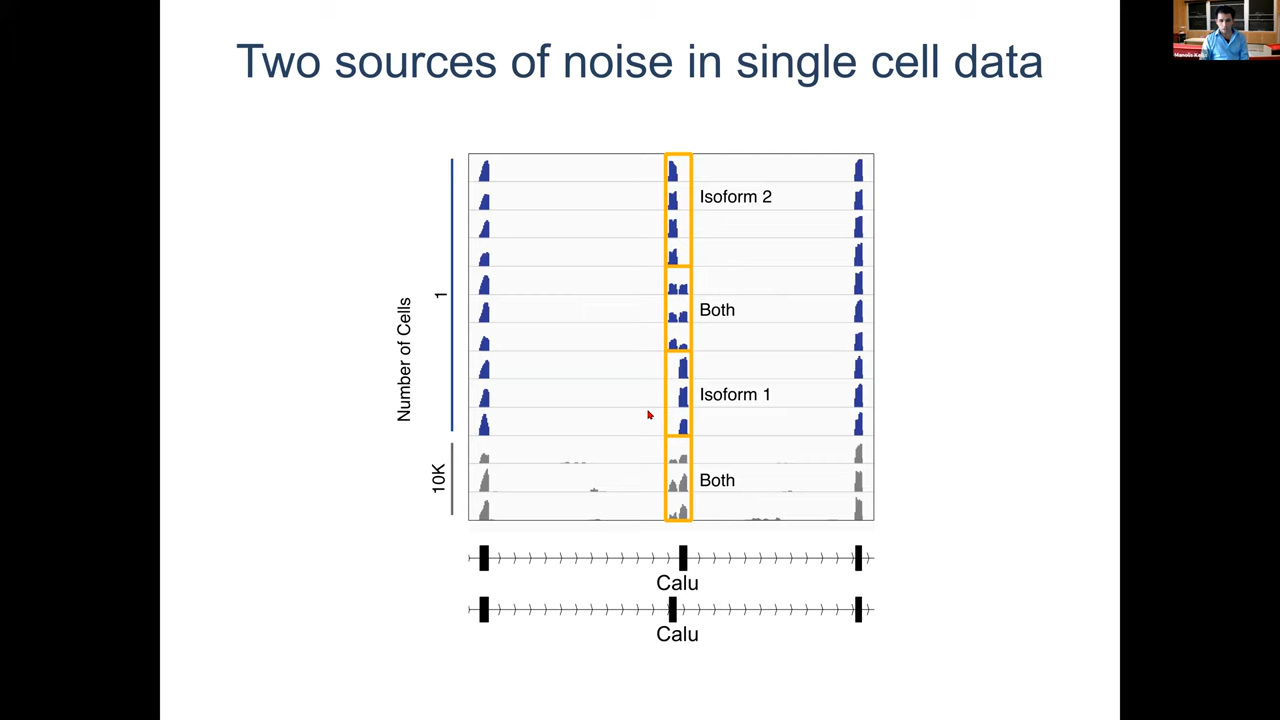 Two sources of noise in single cell data
Isoform 2
Both
Isoform 1
Both
Number of Cells
1
10K
Calu
Calu
Manolis